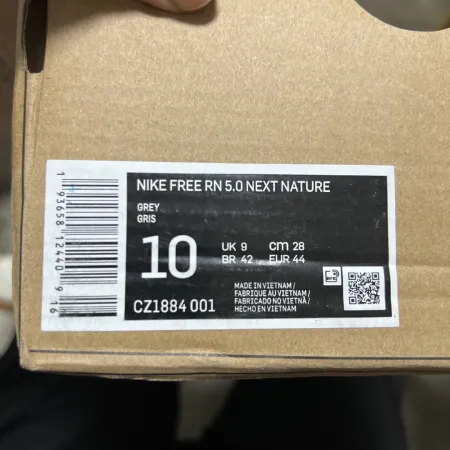 NIKE FREE RN 5.0 NEXT NATURE
GREY
GRIS
10
UK 9
cm 28
BR 42
EUR 44
MADE IN VIETNAM /
FABRIQUE AU VIETNAM /
FABRICADO NO VIETNÃ /
HECHO EN VIETNAM
CZ1884 001
1 93658 12440 9 16